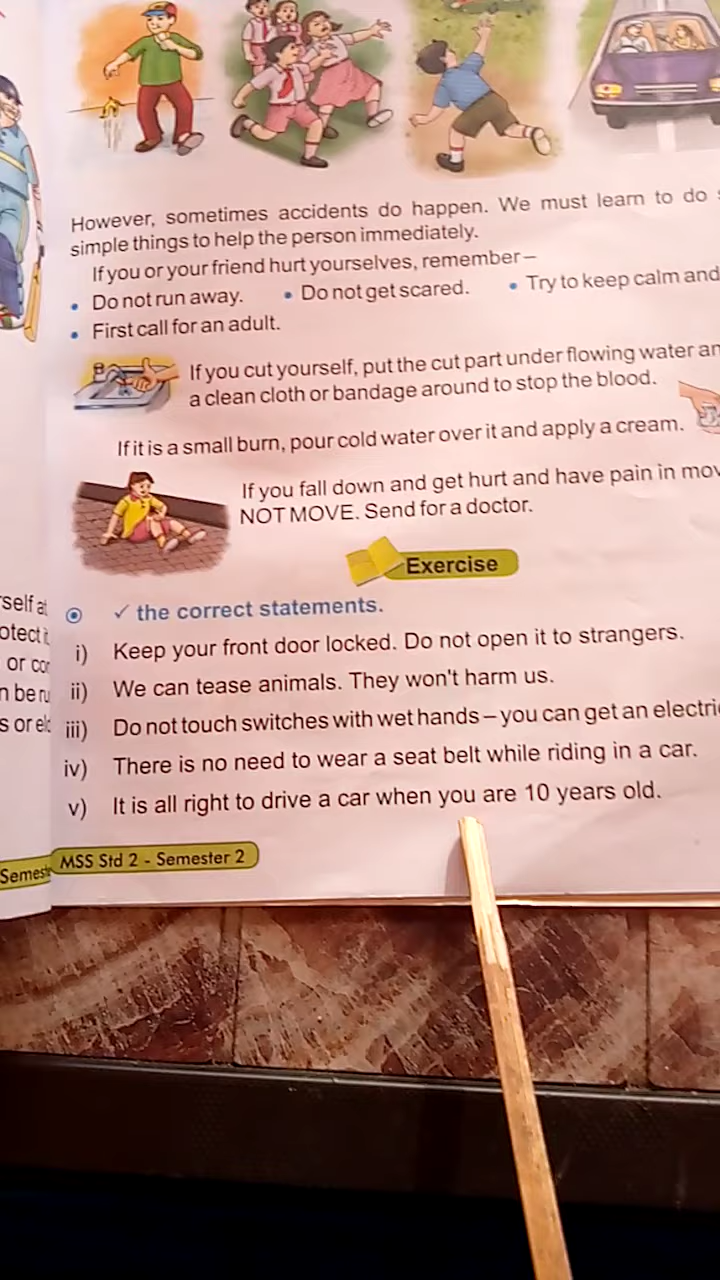 However, sometimes accidents do happen. We must learn to do
simple things to help the person immediately.
If you or your friend hurt yourselves, remember –
• Do not run away. • Do not get scared. • Try to keep calm and
• First call for an adult.
If you cut yourself, put the cut part under flowing water
a clean cloth or bandage around to stop the blood.
If it is a small burn, pour cold water over it and apply a cream.
If you fall down and get hurt and have pain in
NOT MOVE. Send for a doctor.
Exercise
✓ the correct statements.
i) Keep your front door locked. Do not open it to strangers.
ii) We can tease animals. They won't harm us.
iii) Do not touch switches with wet hands – you can get an
iv) There is no need to wear a seat belt while riding in a car.
v) It is all right to drive a car when you are 10 years old.
MSS Std 2 - Semester 2